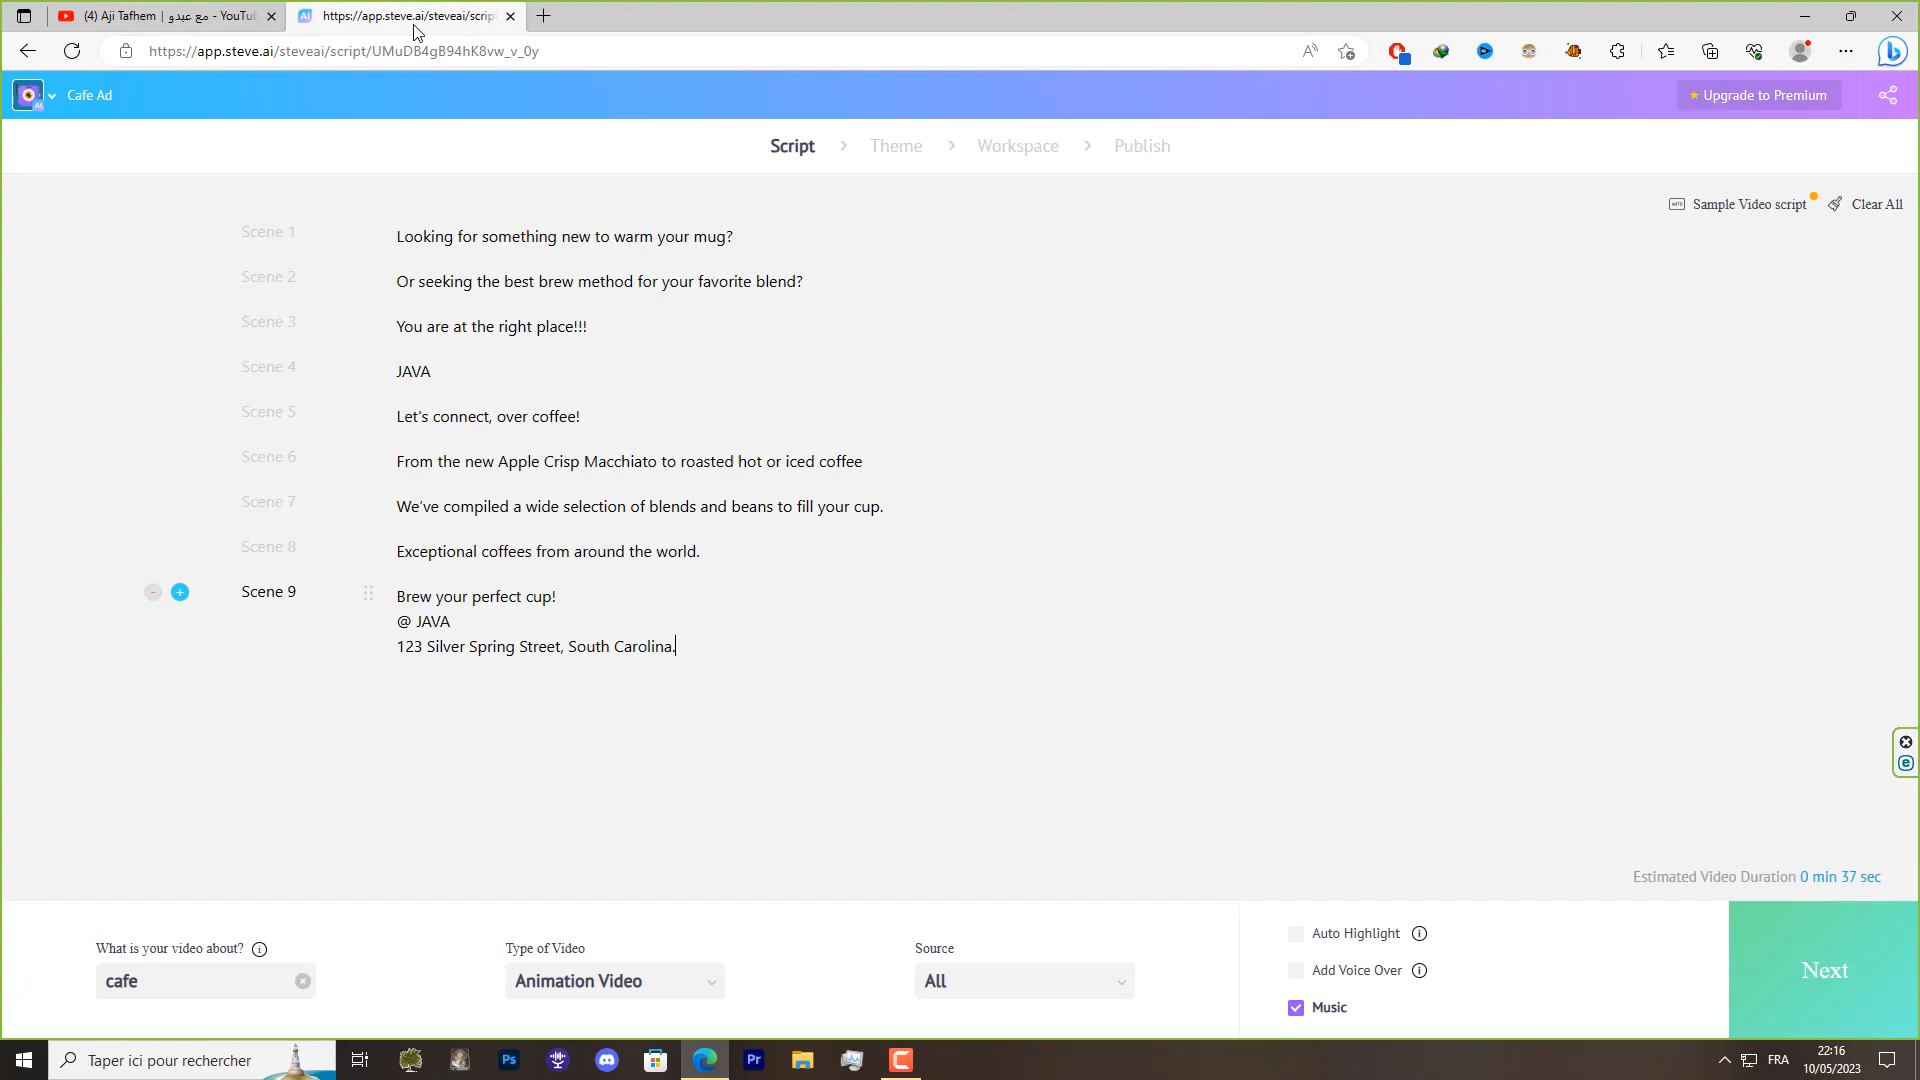 (4) Aji Tafhem | مع عبدو - YouTu
https://app.steve.ai/steveai/scrip
https://app.steve.ai/steveai/script/UMuDB4gB94hK8vw_v_0y
Cafe Ad
Upgrade to Premium
Script > Theme > Workspace > Publish
Sample Video script
Clear All
Scene 1
Looking for something new to warm your mug?
Scene 2
Or seeking the best brew method for your favorite blend?
Scene 3
You are at the right place!!!
Scene 4
JAVA
Scene 5
Let's connect, over coffee!
Scene 6
From the new Apple Crisp Macchiato to roasted hot or iced coffee
Scene 7
We've compiled a wide selection of blends and beans to fill your cup.
Scene 8
Exceptional coffees from around the world.
Scene 9
Brew your perfect cup!
@ JAVA
123 Silver Spring Street, South Carolina.
Estimated Video Duration 0 min 37 sec
What is your video about?
cafe
Type of Video
Animation Video
Source
All
Auto Highlight
Add Voice Over
Music
Next
Taper ici pour rechercher
Ps
Pr
FRA
22:16
10/05/2023